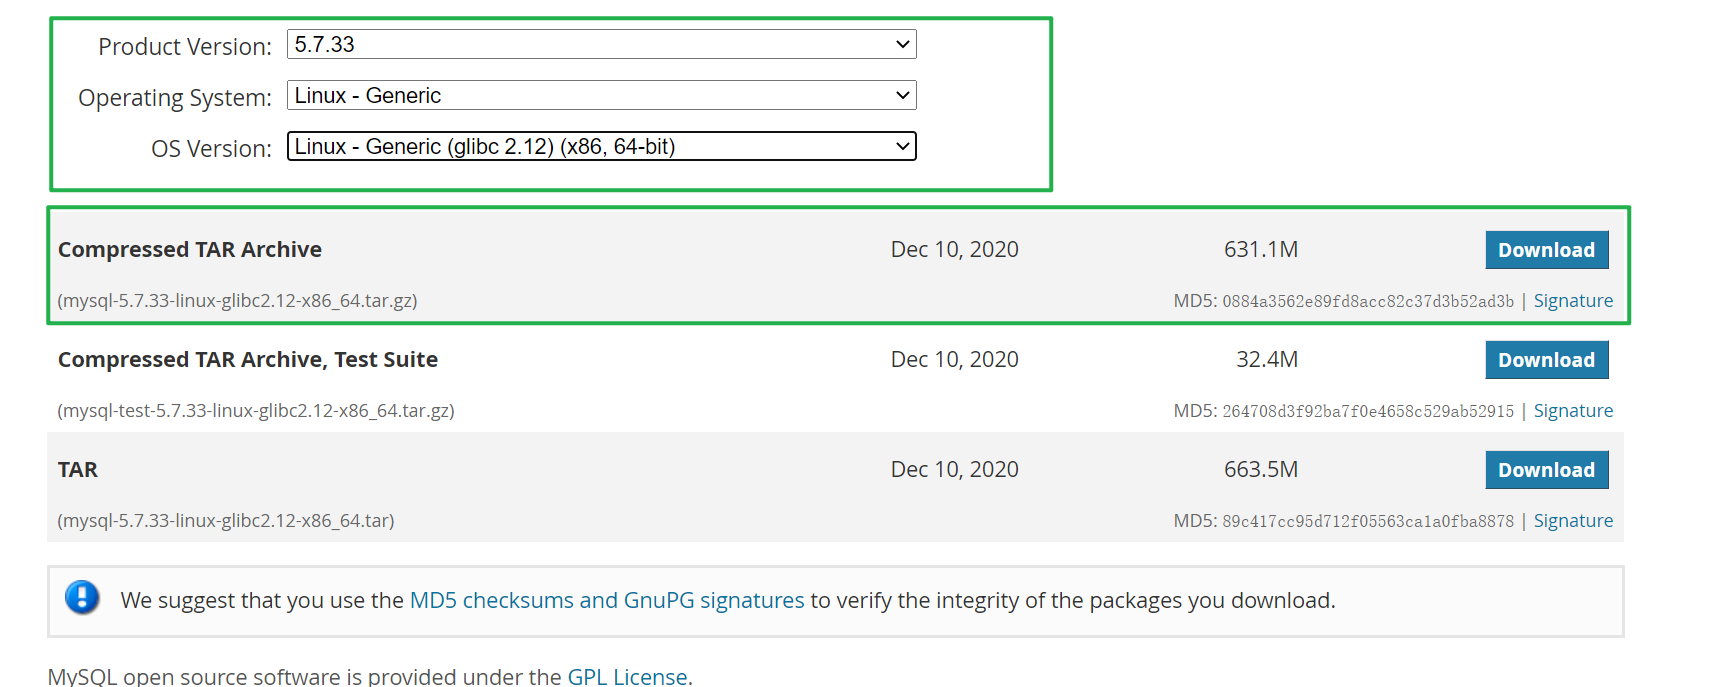 Product Version: 5.7.33
Operating System: Linux - Generic
OS Version: Linux - Generic (glibc 2.12) (x86, 64-bit)
Compressed TAR Archive Dec 10, 2020 631.1M Download
(mysql-5.7.33-linux-glibc2.12-x86_64.tar.gz) MD5: 0884a3562e89fd8acc82c37d3b52ad3b | Signature
Compressed TAR Archive, Test Suite Dec 10, 2020 32.4M Download
(mysql-test-5.7.33-linux-glibc2.12-x86_64.tar.gz) MD5: 264708d3f92ba7f0e4658c529ab52915 | Signature
TAR Dec 10, 2020 663.5M Download
(mysql-5.7.33-linux-glibc2.12-x86_64.tar) MD5: 89c417cc95d712f05563ca1a0fba8878 | Signature
We suggest that you use the MD5 checksums and GnuPG signatures to verify the integrity of the packages you download.
MySQL open source software is provided under the GPL License.